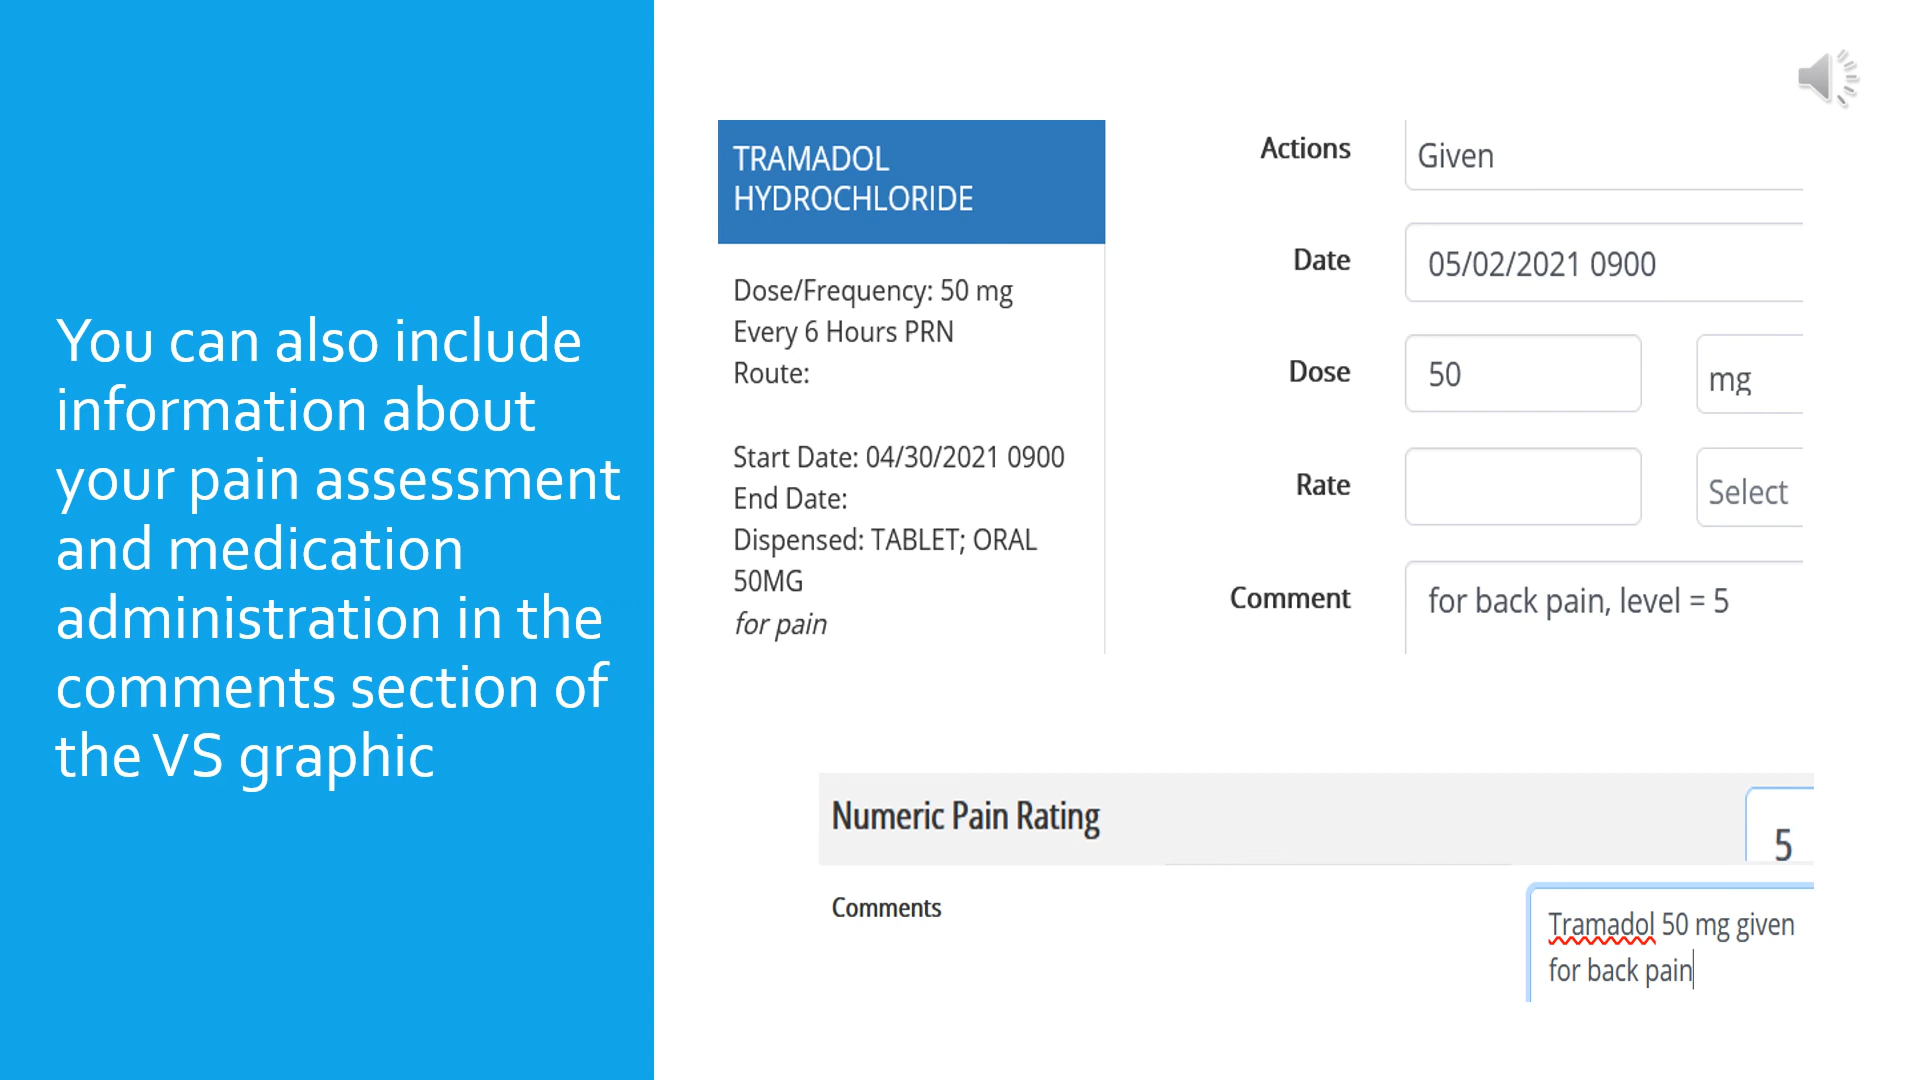 You can also include
information about
your pain assessment
and medication
administration in the
comments section of
the VS graphic
TRAMADOL
HYDROCHLORIDE
Dose/Frequency: 50 mg
Every 6 Hours PRN
Route:
Start Date: 04/30/2021 0900
End Date:
Dispensed: TABLET; ORAL
50MG
for pain
Actions Given
Date 05/02/2021 0900
Dose 50 mg
Rate Select
Comment for back pain, level = 5
Numeric Pain Rating 5
Comments
Tramadol 50 mg given
for back pain